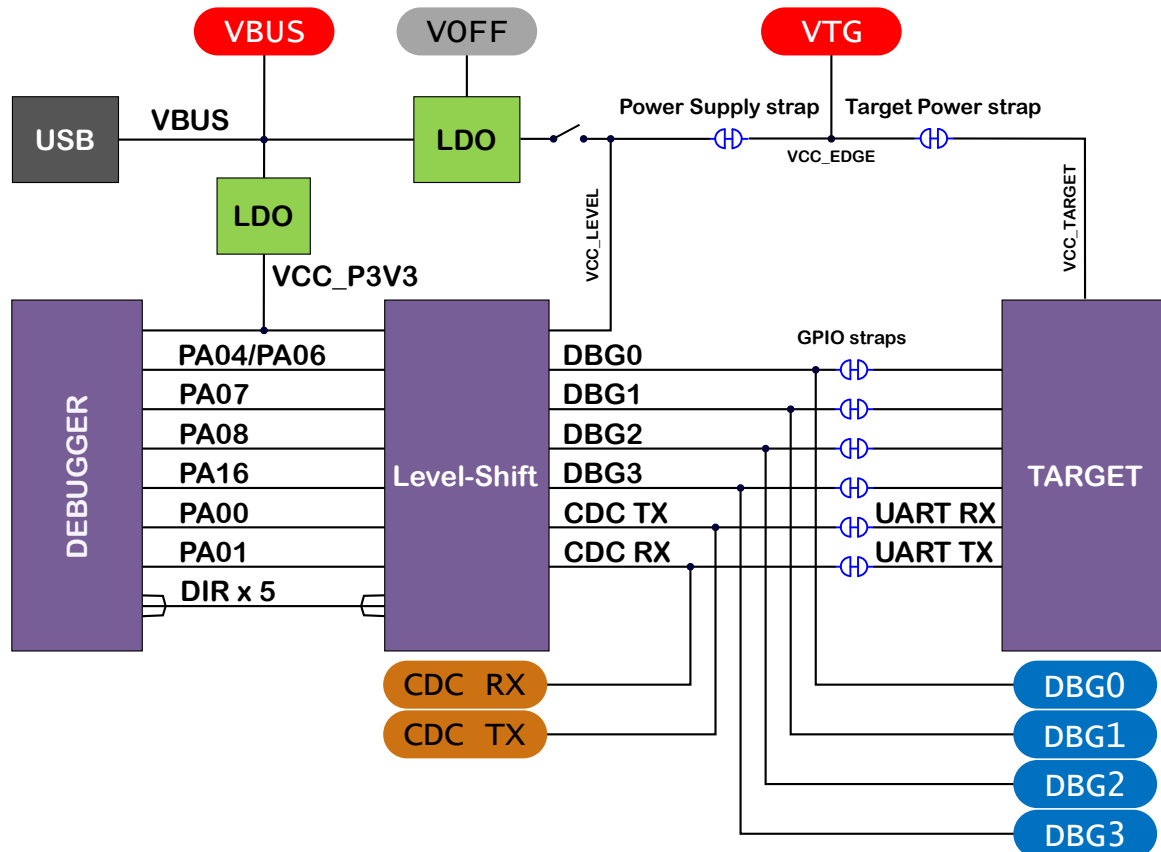 VBUS
VOFF
VTG
Power Supply strap
Target Power strap
USB
VBUS
LDO
VCC_EDGE
LDO
VCC_LEVEL
VCC_TARGET
VCC_P3V3
GPIO straps
DEBUGGER
PA04/PA06
Level-Shift
DBG0
TARGET
PA07
DBG1
PA08
DBG2
PA16
DBG3
PA00
CDC TX
UART RX
PA01
CDC RX
UART TX
DIR x 5
CDC RX
DBG0
CDC TX
DBG1
DBG2
DBG3